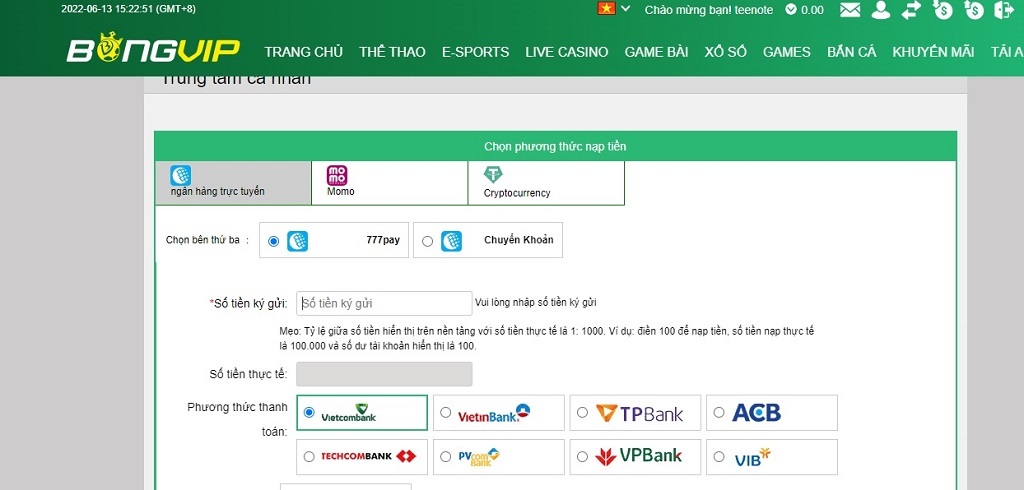 2022-06-13 15:22:51 (GMT+8)
Chào mừng bạn! teenote 0.00
BONGVIP
TRANG CHỦ THỂ THAO E-SPORTS LIVE CASINO GAME BÀI XỔ SỐ GAMES BẮN CÁ KHUYẾN MÃI TẢI A
Trung tâm cá nhân
Chọn phương thức nạp tiền
ngân hàng trực tuyến
MOMO
Momo
Cryptocurrency
Chọn bên thứ ba :
777pay
Chuyển Khoản
*Số tiền ký gửi:
Số tiền ký gửi
Vui lòng nhập số tiền ký gửi
Mẹo: Tỷ lệ giữa số tiền hiển thị trên nền tảng với số tiền thực tế là 1: 1000. Ví dụ: điền 100 để nạp tiền, số tiền nạp thực tế
là 100.000 và số dư tài khoản hiển thị là 100.
Số tiền thực tế:
Phương thức thanh
toán:
Vietcombank
VietinBank
TPBank
ACB
TECHCOMBANK
PVcomBank
VPBank
VIB